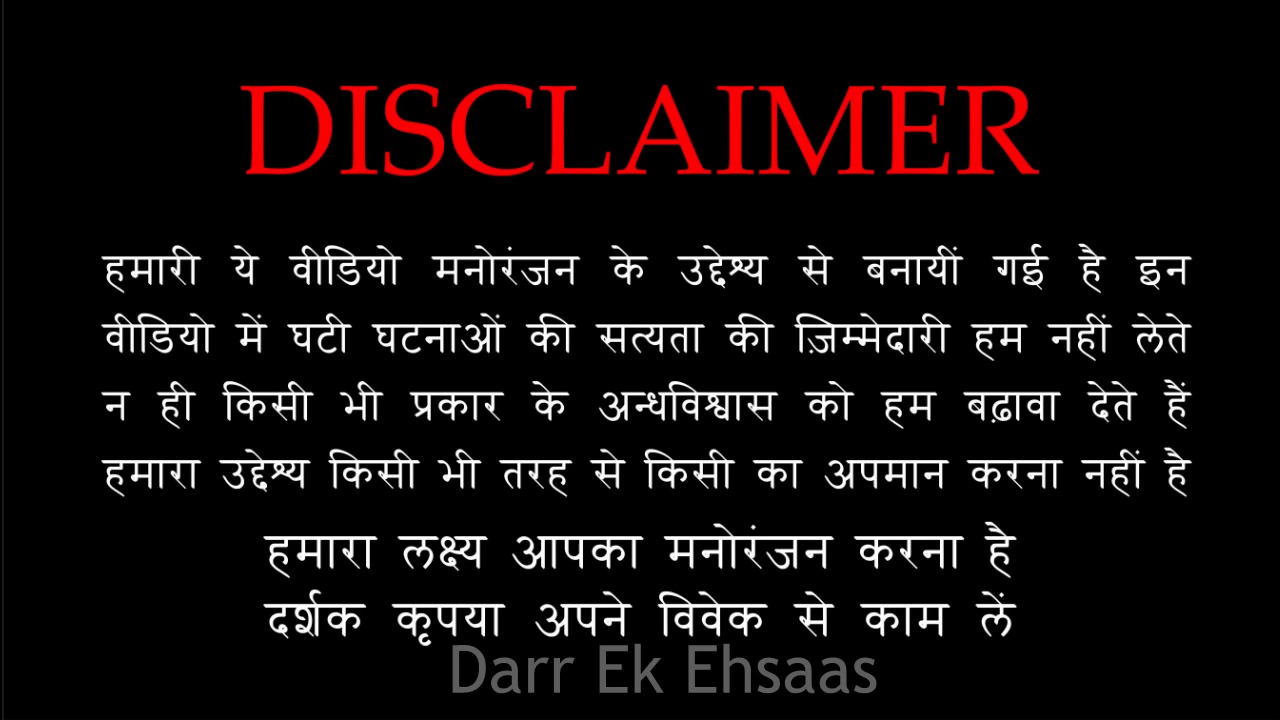 DISCLAIMER
हमारी ये वीडियो मनोरंजन के उद्देश्य से बनायीं गई है इन
वीडियो में घटी घटनाओं की सत्यता की ज़िम्मेदारी हम नहीं लेते
न ही किसी भी प्रकार के अन्धविश्वास को हम बढ़ावा देते हैं
हमारा उद्देश्य किसी भी तरह से किसी का अपमान करना नहीं है
हमारा लक्ष्य आपका मनोरंजन करना है
दर्शक कृपया अपने विवेक से काम लें
Darr Ek Ehsaas